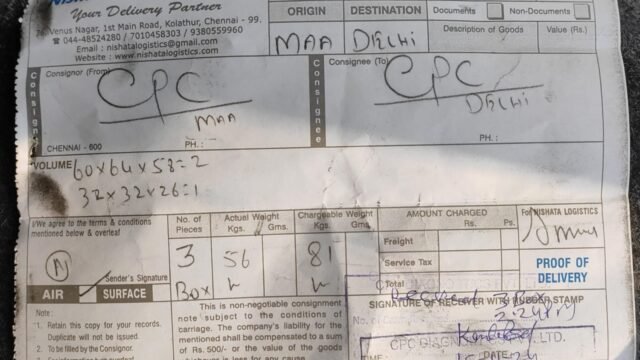 Your Delivery Partner
Venus Nagar, 1st Main Road, Kolathur, Chennai - 99.
☎ 044-48524280 / 7010458303 / 9380559960
Email : nishatalogistics@gmail.com
Website : www.nishatalogistics.com
ORIGIN
MAA
DESTINATION
DELHI
Documents
Non-Documents
Description of Goods
Value (Rs.)
Consignor
Consignor (From)
CPC
MAA
CHENNAI - 600
PH. :
Consignee
Consignee (To)
CPC
DELHI
PH. :
VOLUME 60x64x58=2
32x32x26=1
I/We agree to the terms & conditions
mentioned below & overleaf
Sender's Signature
AIR
SURFACE
No. of
Pieces
3
Box
Actual Weight
Kgs. Gms.
56
Chargeable Weight
Kgs. Gms.
81
AMOUNT CHARGED
Rs. Ps.
Freight
Service Tax
Total
For NISHATA LOGISTICS
PROOF OF
DELIVERY
SIGNATURE OF RECEIVER WITH RUBBER STAMP
Note :
1. Retain this copy for your records.
Duplicate will not be issued.
2. To be filled by the Consignor.
This is non-negotiable consignment
note subject to the conditions of
carriage. The company's liability for the
mentioned shall be compensated to a sum
of Rs. 500/- or the value of the goods
LTD.
DATE